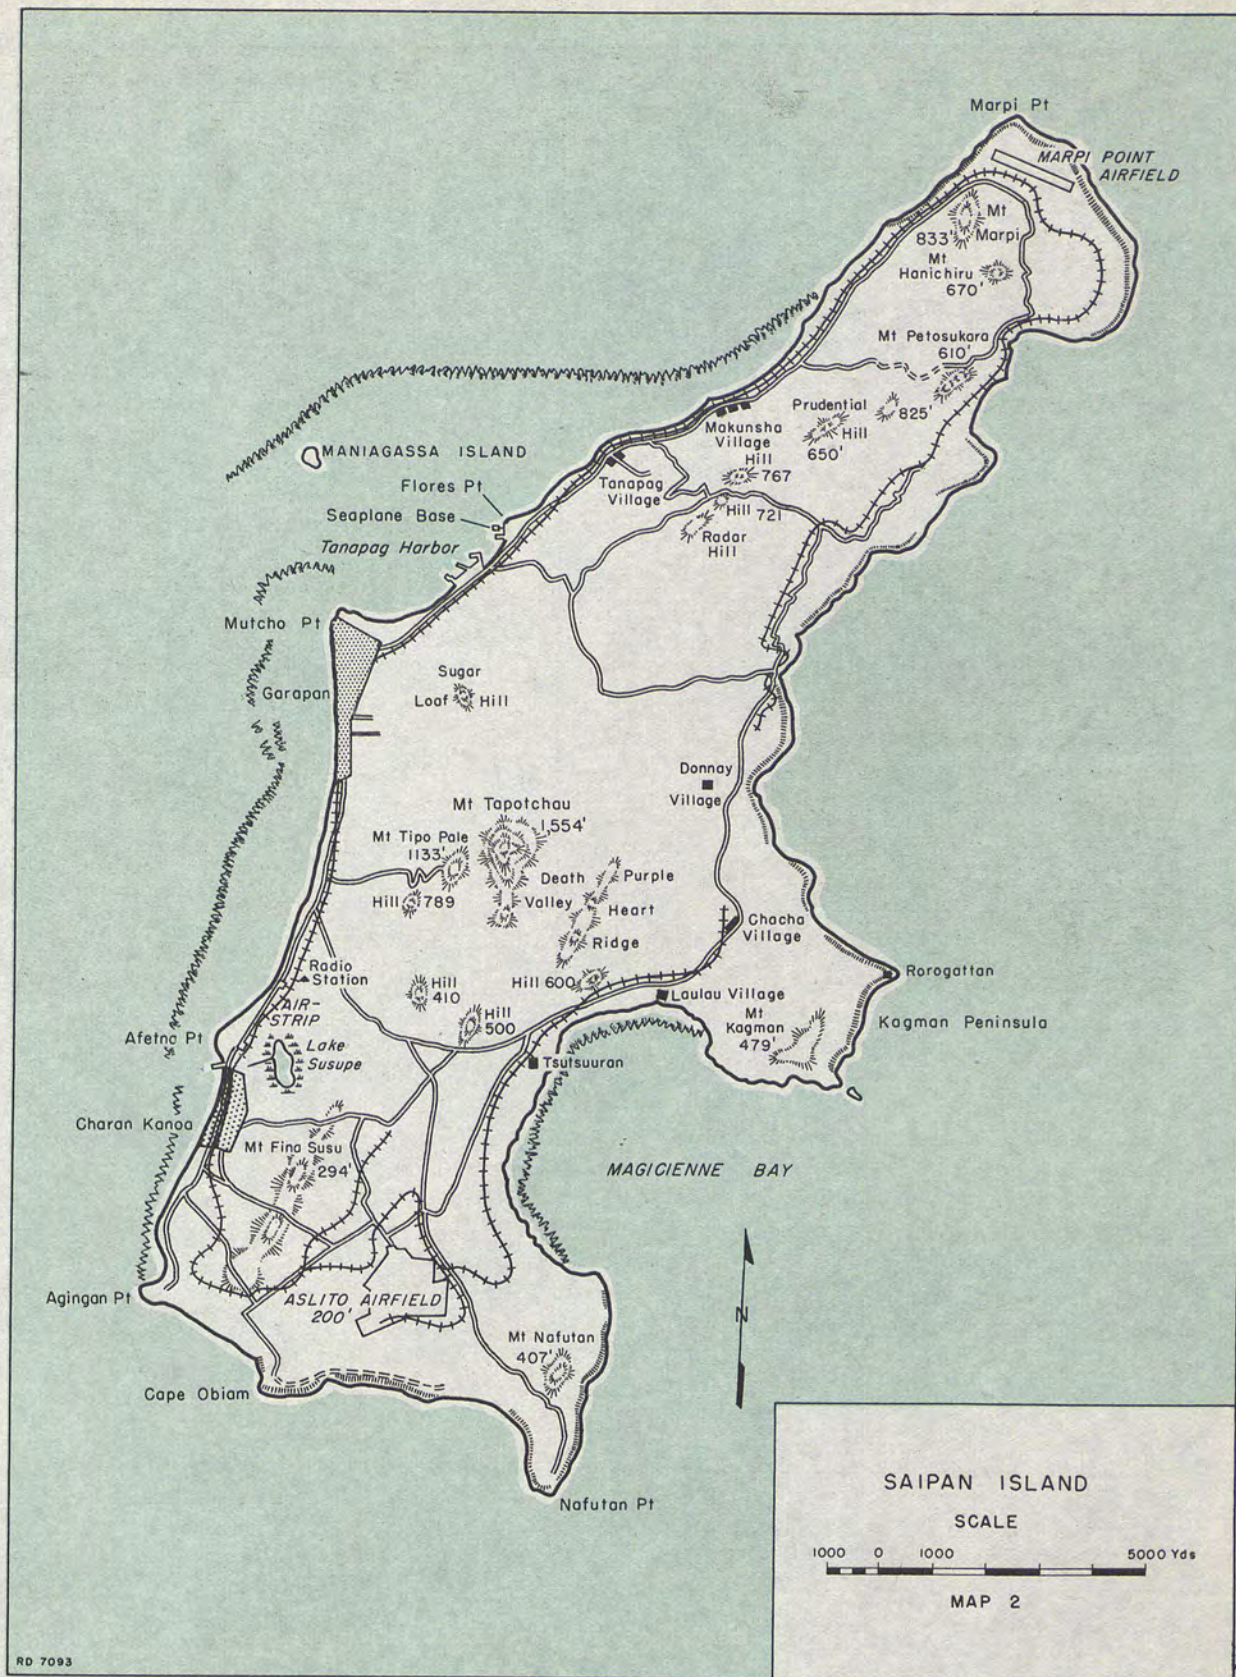 Marpi Pt
MARPI POINT
AIRFIELD
Mt
Marpi
833'
Mt
Hanichiru
670'
Mt Petosukara
610'
Prudential
Hill
650'
825'
Makunsha
Village
Hill
767
MANIAGASSA ISLAND
Flores Pt
Tanapag
Village
Seaplane Base
Hill 721
Radar
Hill
Tanapag Harbor
Mutcho Pt
Garapan
Sugar
Loaf Hill
Donnay
Village
Mt Tapotchau
1,554'
Mt Tipo Pale
1133'
Death
Valley
Purple
Heart
Ridge
Hill 789
Chacha
Village
Radio
Station
Hill
410
Hill 600
Laulau Village
Rorogattan
AIR-
STRIP
Hill
500
Mt
Kagman
479'
Kagman Peninsula
Afetna Pt
Lake
Susupe
Tsutsuuran
Charan Kanoa
Mt Fina Susu
294'
MAGICIENNE BAY
Agingan Pt
ASLITO AIRFIELD
200'
N
Mt Nafutan
407'
Cape Obiam
Nafutan Pt
SAIPAN ISLAND
SCALE
1000 0 1000 5000 Yds
MAP 2
RD 7093